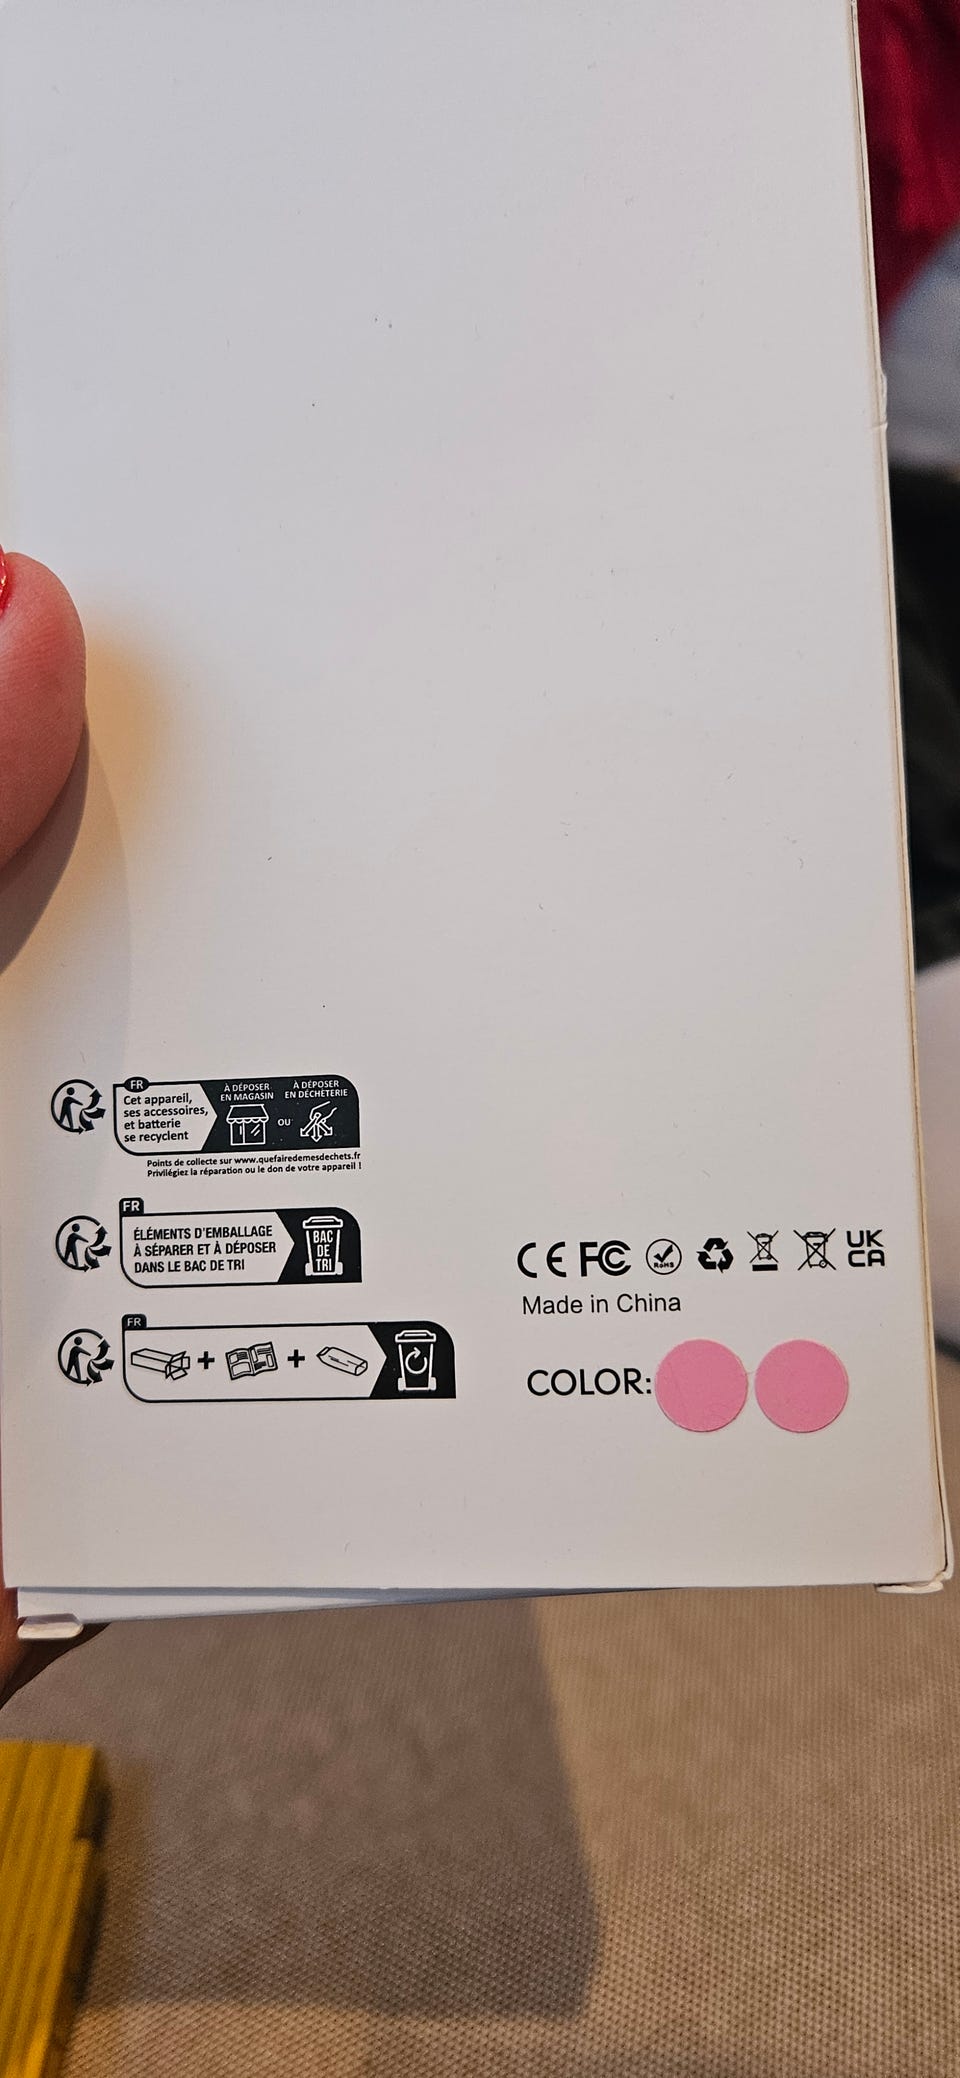 FR
Cet appareil,
ses accessoires,
et batterie
se recyclent
À DÉPOSER
EN MAGASIN
OU
À DÉPOSER
EN DÉCHÈTERIE
Points de collecte sur www.quefairedemesdechets.fr
Privilégiez la réparation ou le don de votre appareil !
FR
ÉLÉMENTS D'EMBALLAGE
À SÉPARER ET À DÉPOSER
DANS LE BAC DE TRI
BAC
DE
TRI
FR
+ +
CE FC RoHS UK
CA
Made in China
COLOR: